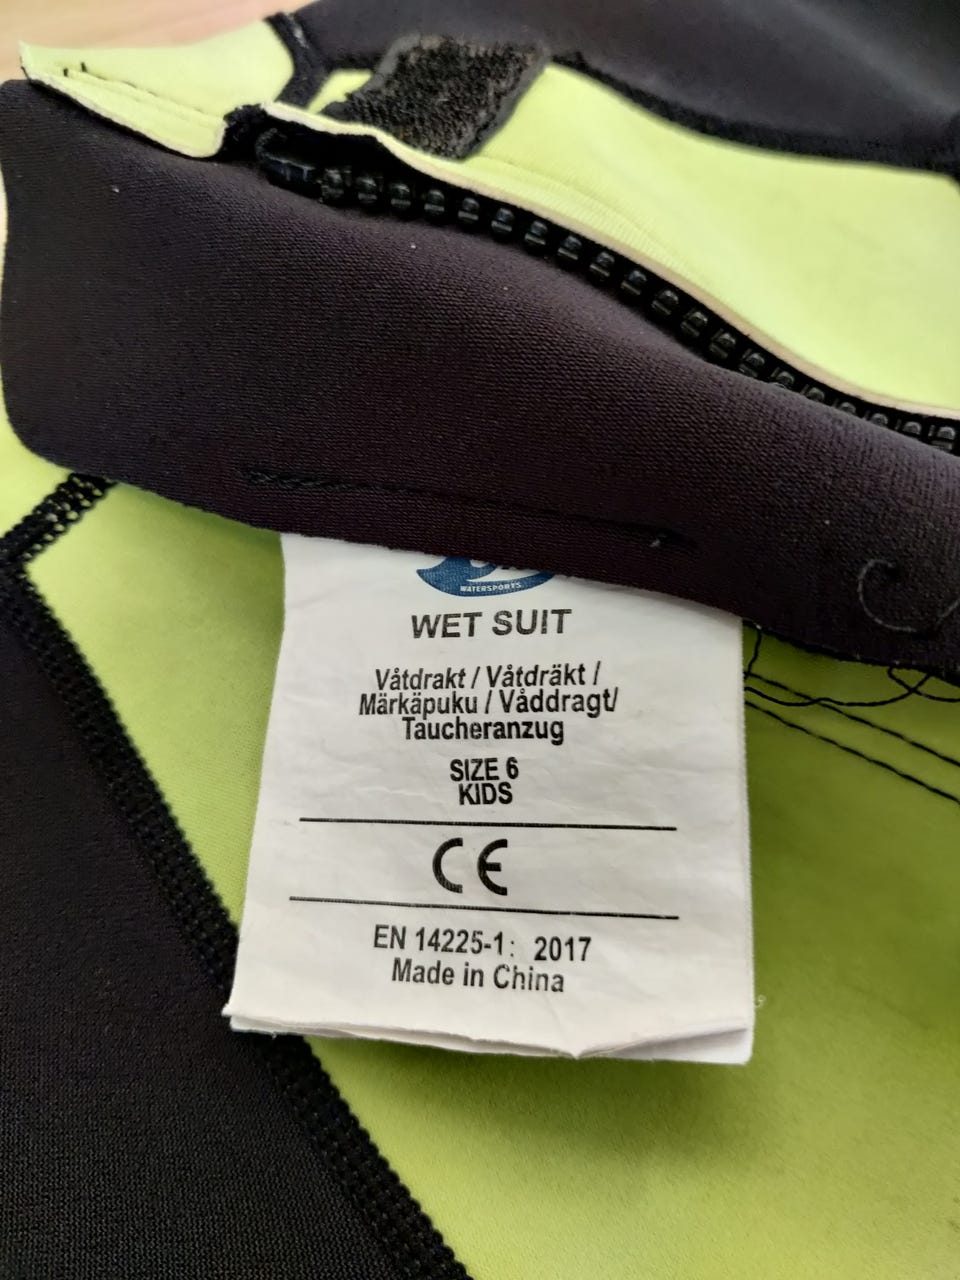 WATERSPORTS
WET SUIT
Våtdrakt / Våtdräkt /
Märkäpuku / Våddragt/
Taucheranzug
SIZE 6
KIDS
CE
EN 14225-1: 2017
Made in China